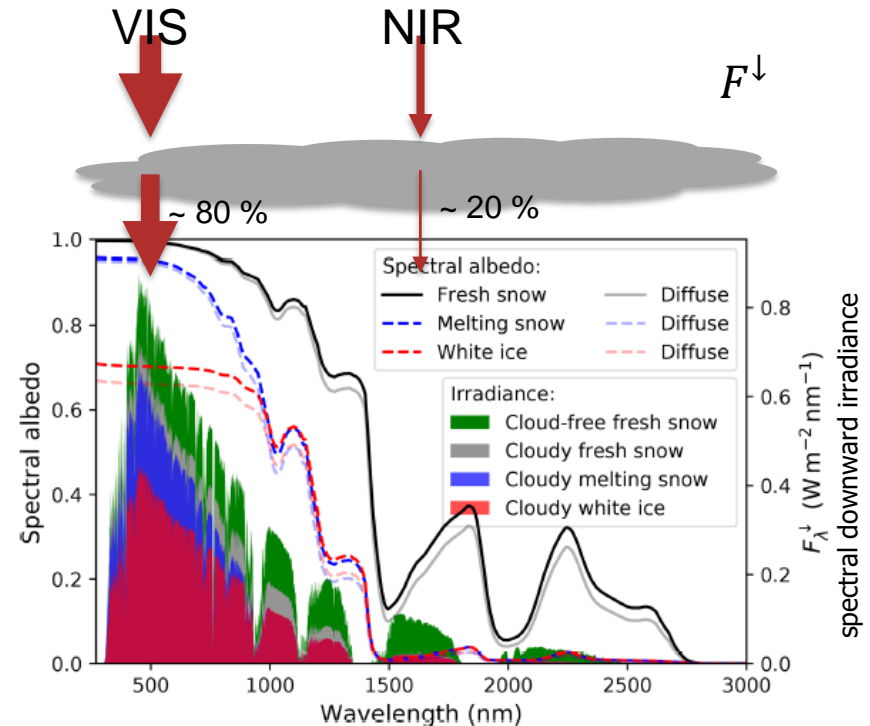 VIS NIR
F↓
~ 80 % ~ 20 %
Spectral albedo:
Fresh snow Diffuse
Melting snow Diffuse
White ice Diffuse
Irradiance:
Cloud-free fresh snow
Cloudy fresh snow
Cloudy melting snow
Cloudy white ice
1.0
0.8
0.6
0.4
0.2
0.0
Spectral albedo
0.8
0.6
0.4
0.2
0.0
F↓λ (W m−2 nm−1)
spectral downward irradiance
500 1000 1500 2000 2500 3000
Wavelength (nm)